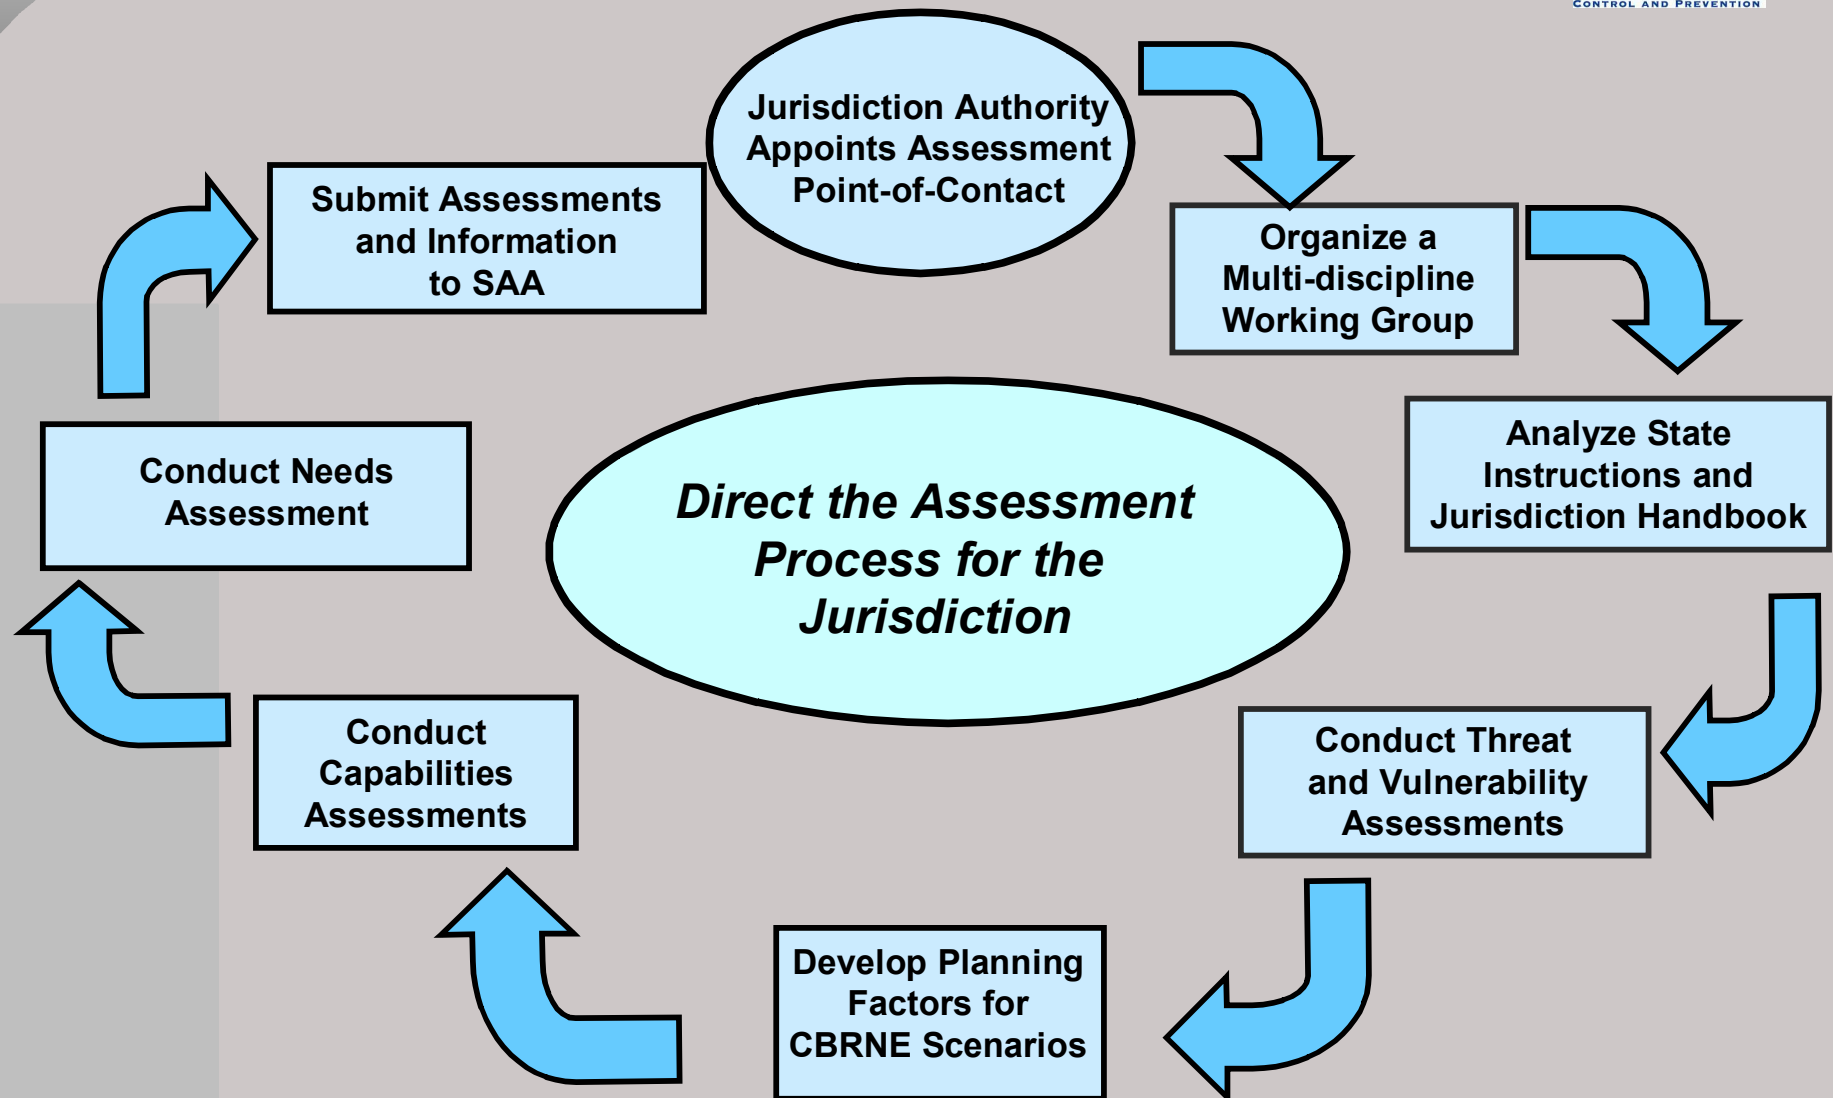 CONTROL AND PREVENTION
Jurisdiction Authority
Appoints Assessment
Point-of-Contact
Organize a
Multi-discipline
Working Group
Analyze State
Instructions and
Jurisdiction Handbook
Conduct Threat
and Vulnerability
Assessments
Develop Planning
Factors for
CBRNE Scenarios
Conduct
Capabilities
Assessments
Conduct Needs
Assessment
Submit Assessments
and Information
to SAA
Direct the Assessment
Process for the
Jurisdiction